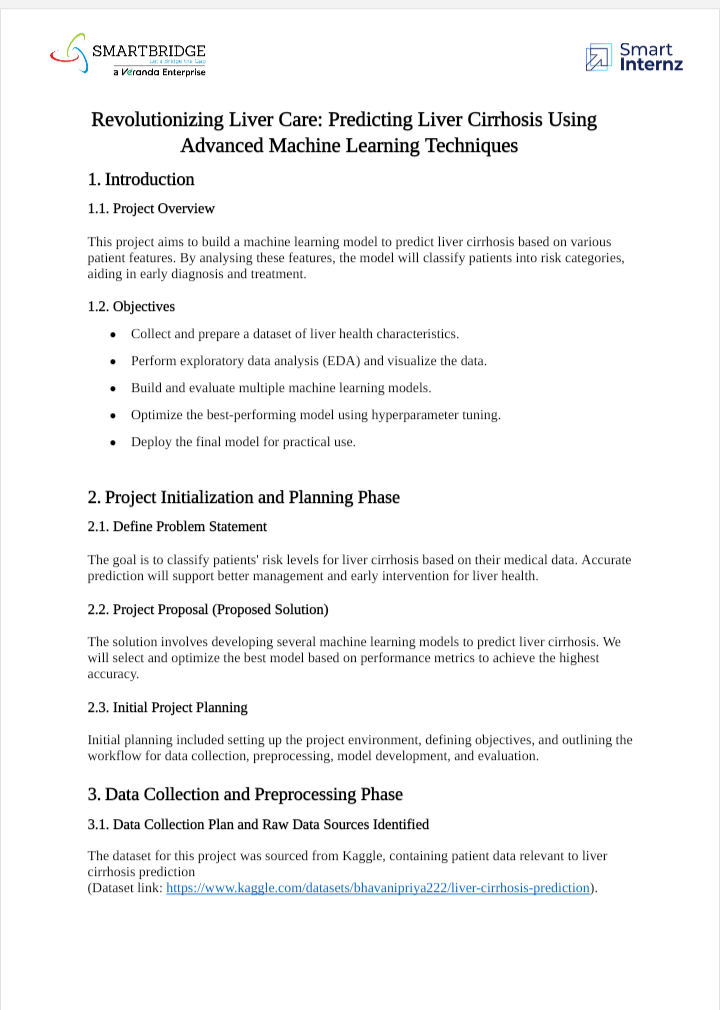 SMARTBRIDGE
Let's Bridge the Gap
a Veranda Enterprise
Smart
Internz
Revolutionizing Liver Care: Predicting Liver Cirrhosis Using
Advanced Machine Learning Techniques
1. Introduction
1.1. Project Overview
This project aims to build a machine learning model to predict liver cirrhosis based on various
patient features. By analysing these features, the model will classify patients into risk categories,
aiding in early diagnosis and treatment.
1.2. Objectives
• Collect and prepare a dataset of liver health characteristics.
• Perform exploratory data analysis (EDA) and visualize the data.
• Build and evaluate multiple machine learning models.
• Optimize the best-performing model using hyperparameter tuning.
• Deploy the final model for practical use.
2. Project Initialization and Planning Phase
2.1. Define Problem Statement
The goal is to classify patients' risk levels for liver cirrhosis based on their medical data. Accurate
prediction will support better management and early intervention for liver health.
2.2. Project Proposal (Proposed Solution)
The solution involves developing several machine learning models to predict liver cirrhosis. We
will select and optimize the best model based on performance metrics to achieve the highest
accuracy.
2.3. Initial Project Planning
Initial planning included setting up the project environment, defining objectives, and outlining the
workflow for data collection, preprocessing, model development, and evaluation.
3. Data Collection and Preprocessing Phase
3.1. Data Collection Plan and Raw Data Sources Identified
The dataset for this project was sourced from Kaggle, containing patient data relevant to liver
cirrhosis prediction
(Dataset link: https://www.kaggle.com/datasets/bhavanipriya222/liver-cirrhosis-prediction).